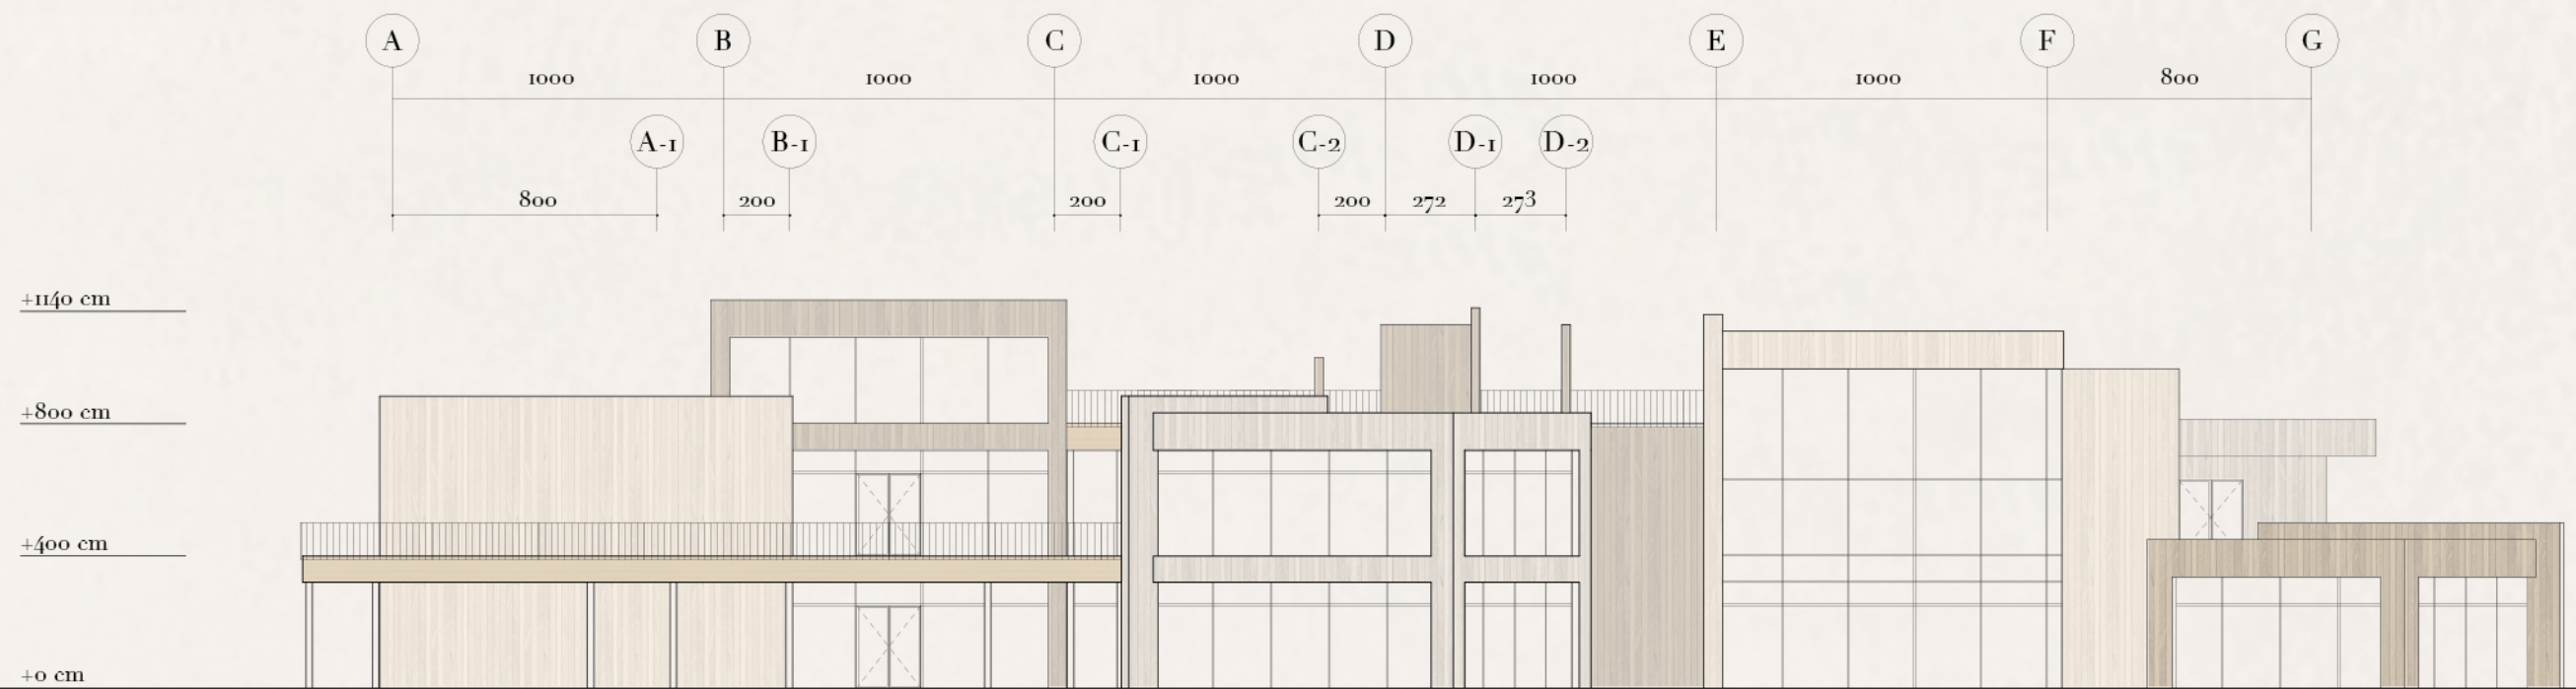 A B C D E F G
1000 1000 1000 1000 1000 800
A-1 B-1 C-1 C-2 D-1 D-2
800 200 200 200 272 273
+1140 cm
+800 cm
+400 cm
+0 cm